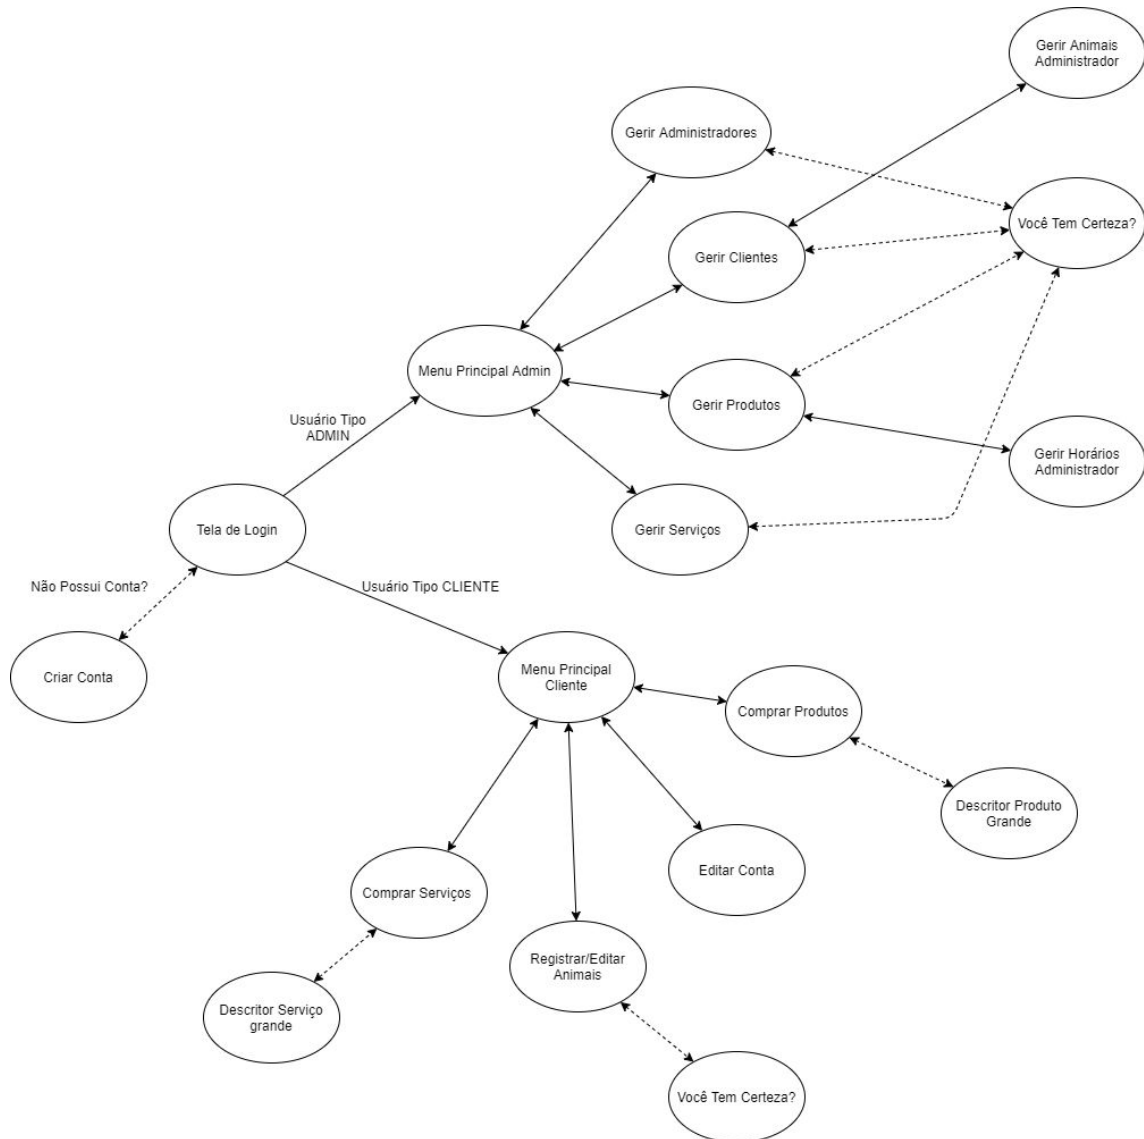 Gerir Animais
Administrador
Gerir Administradores
Você Tem Certeza?
Gerir Clientes
Menu Principal Admin
Gerir Produtos
Usuário Tipo
ADMIN
Gerir Horários
Administrador
Tela de Login
Gerir Serviços
Não Possui Conta?
Usuário Tipo CLIENTE
Criar Conta
Menu Principal
Cliente
Comprar Produtos
Descritor Produto
Grande
Editar Conta
Comprar Serviços
Registrar/Editar
Animais
Descritor Serviço
grande
Você Tem Certeza?